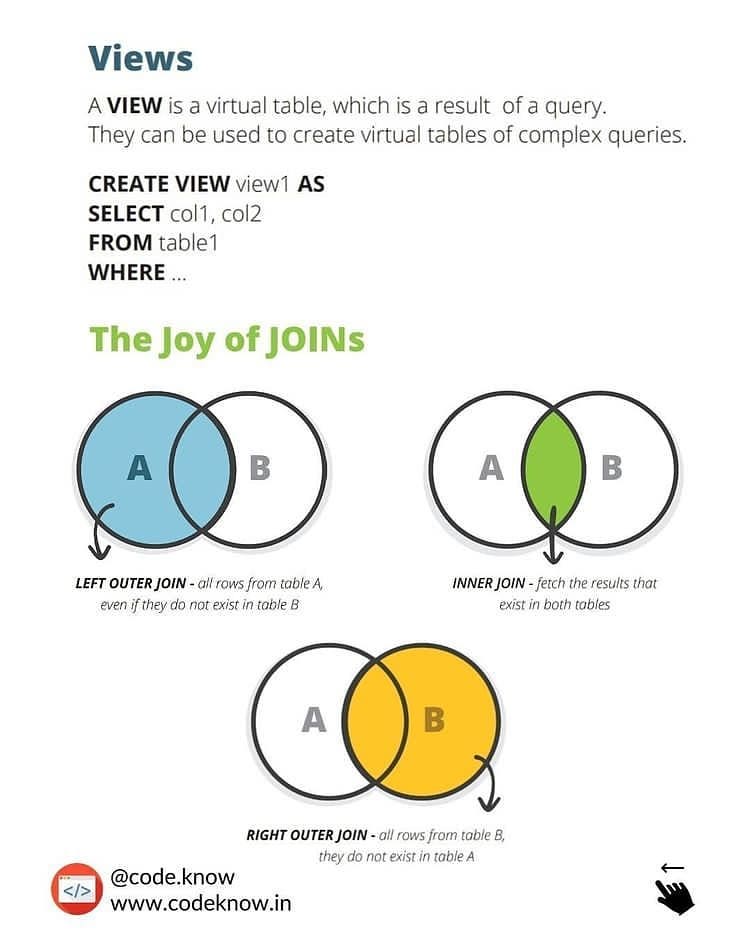 Views
A VIEW is a virtual table, which is a result of a query.
They can be used to create virtual tables of complex queries.
CREATE VIEW view1 AS
SELECT col1, col2
FROM table1
WHERE ...
The Joy of JOINs
A B
A B
LEFT OUTER JOIN - all rows from table A,
even if they do not exist in table B
INNER JOIN - fetch the results that
exist in both tables
A B
RIGHT OUTER JOIN - all rows from table B,
they do not exist in table A
</>
@code.know
www.codeknow.in